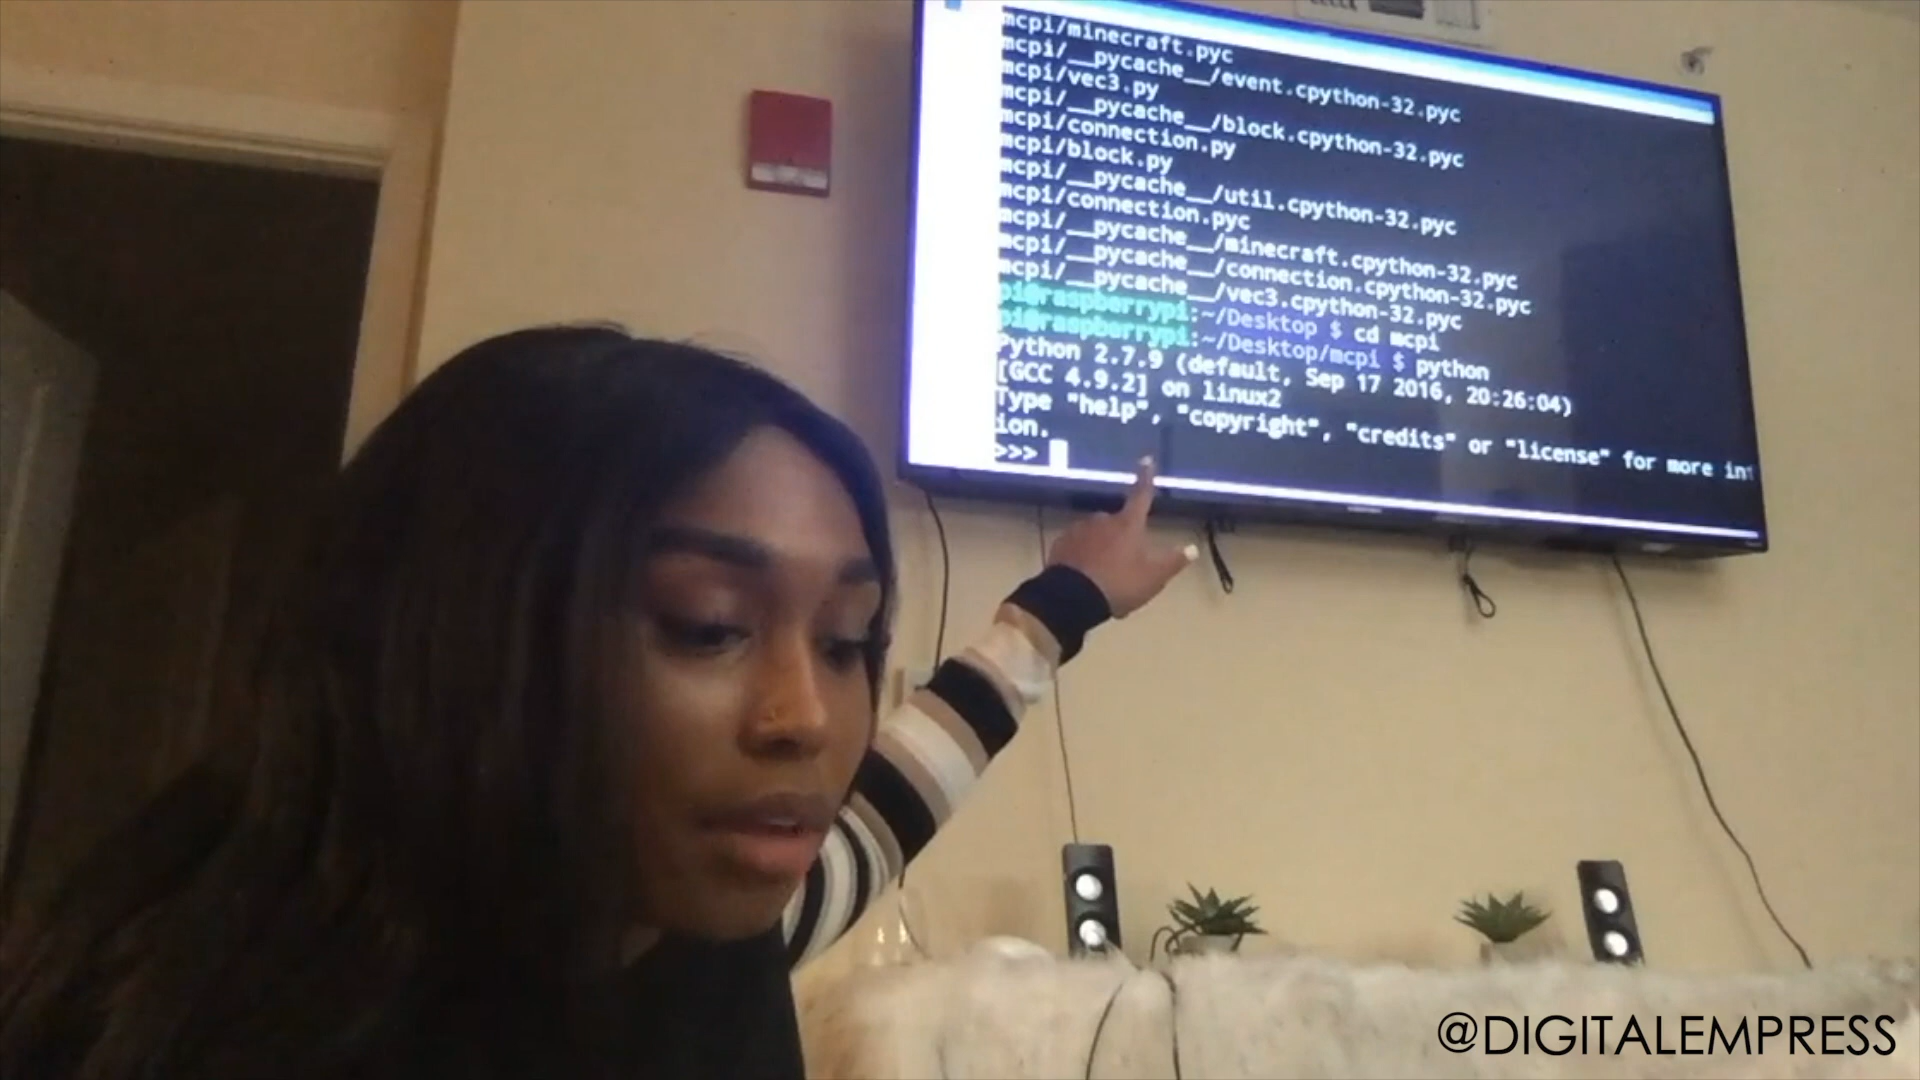 mcpi/minecraft.pyc
mcpi/__pycache__/event.cpython-32.pyc
mcpi/vec3.py
mcpi/__pycache__/block.cpython-32.pyc
mcpi/connection.py
mcpi/block.py
mcpi/__pycache__/util.cpython-32.pyc
mcpi/connection.pyc
mcpi/__pycache__/minecraft.cpython-32.pyc
mcpi/__pycache__/connection.cpython-32.pyc
mcpi/__pycache__/vec3.cpython-32.pyc
pi@raspberrypi:~/Desktop $ cd mcpi
pi@raspberrypi:~/Desktop/mcpi $ python
Python 2.7.9 (default, Sep 17 2016, 20:26:04)
[GCC 4.9.2] on linux2
Type "help", "copyright", "credits" or "license" for more in
ion.
>>>
@DIGITALEMPRESS